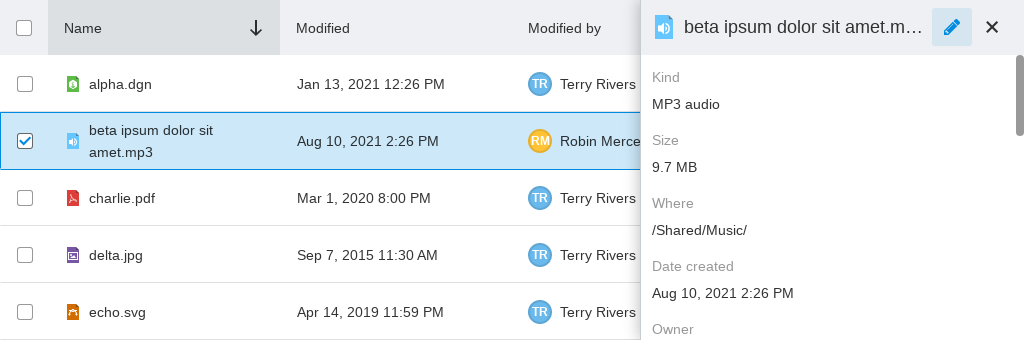 Name
Modified
Modified by
alpha.dgn
Jan 13, 2021 12:26 PM
TR
Terry Rivers
beta ipsum dolor sit
amet.mp3
Aug 10, 2021 2:26 PM
RM
Robin Merce
charlie.pdf
Mar 1, 2020 8:00 PM
TR
Terry Rivers
delta.jpg
Sep 7, 2015 11:30 AM
TR
Terry Rivers
echo.svg
Apr 14, 2019 11:59 PM
TR
Terry Rivers
beta ipsum dolor sit amet.m…
Kind
MP3 audio
Size
9.7 MB
Where
/Shared/Music/
Date created
Aug 10, 2021 2:26 PM
Owner